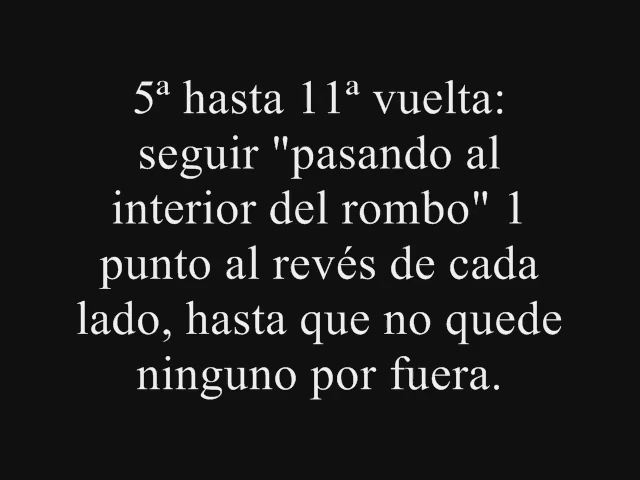 5ª hasta 11ª vuelta:
seguir "pasando al
interior del rombo" 1
punto al revés de cada
lado, hasta que no quede
ninguno por fuera.